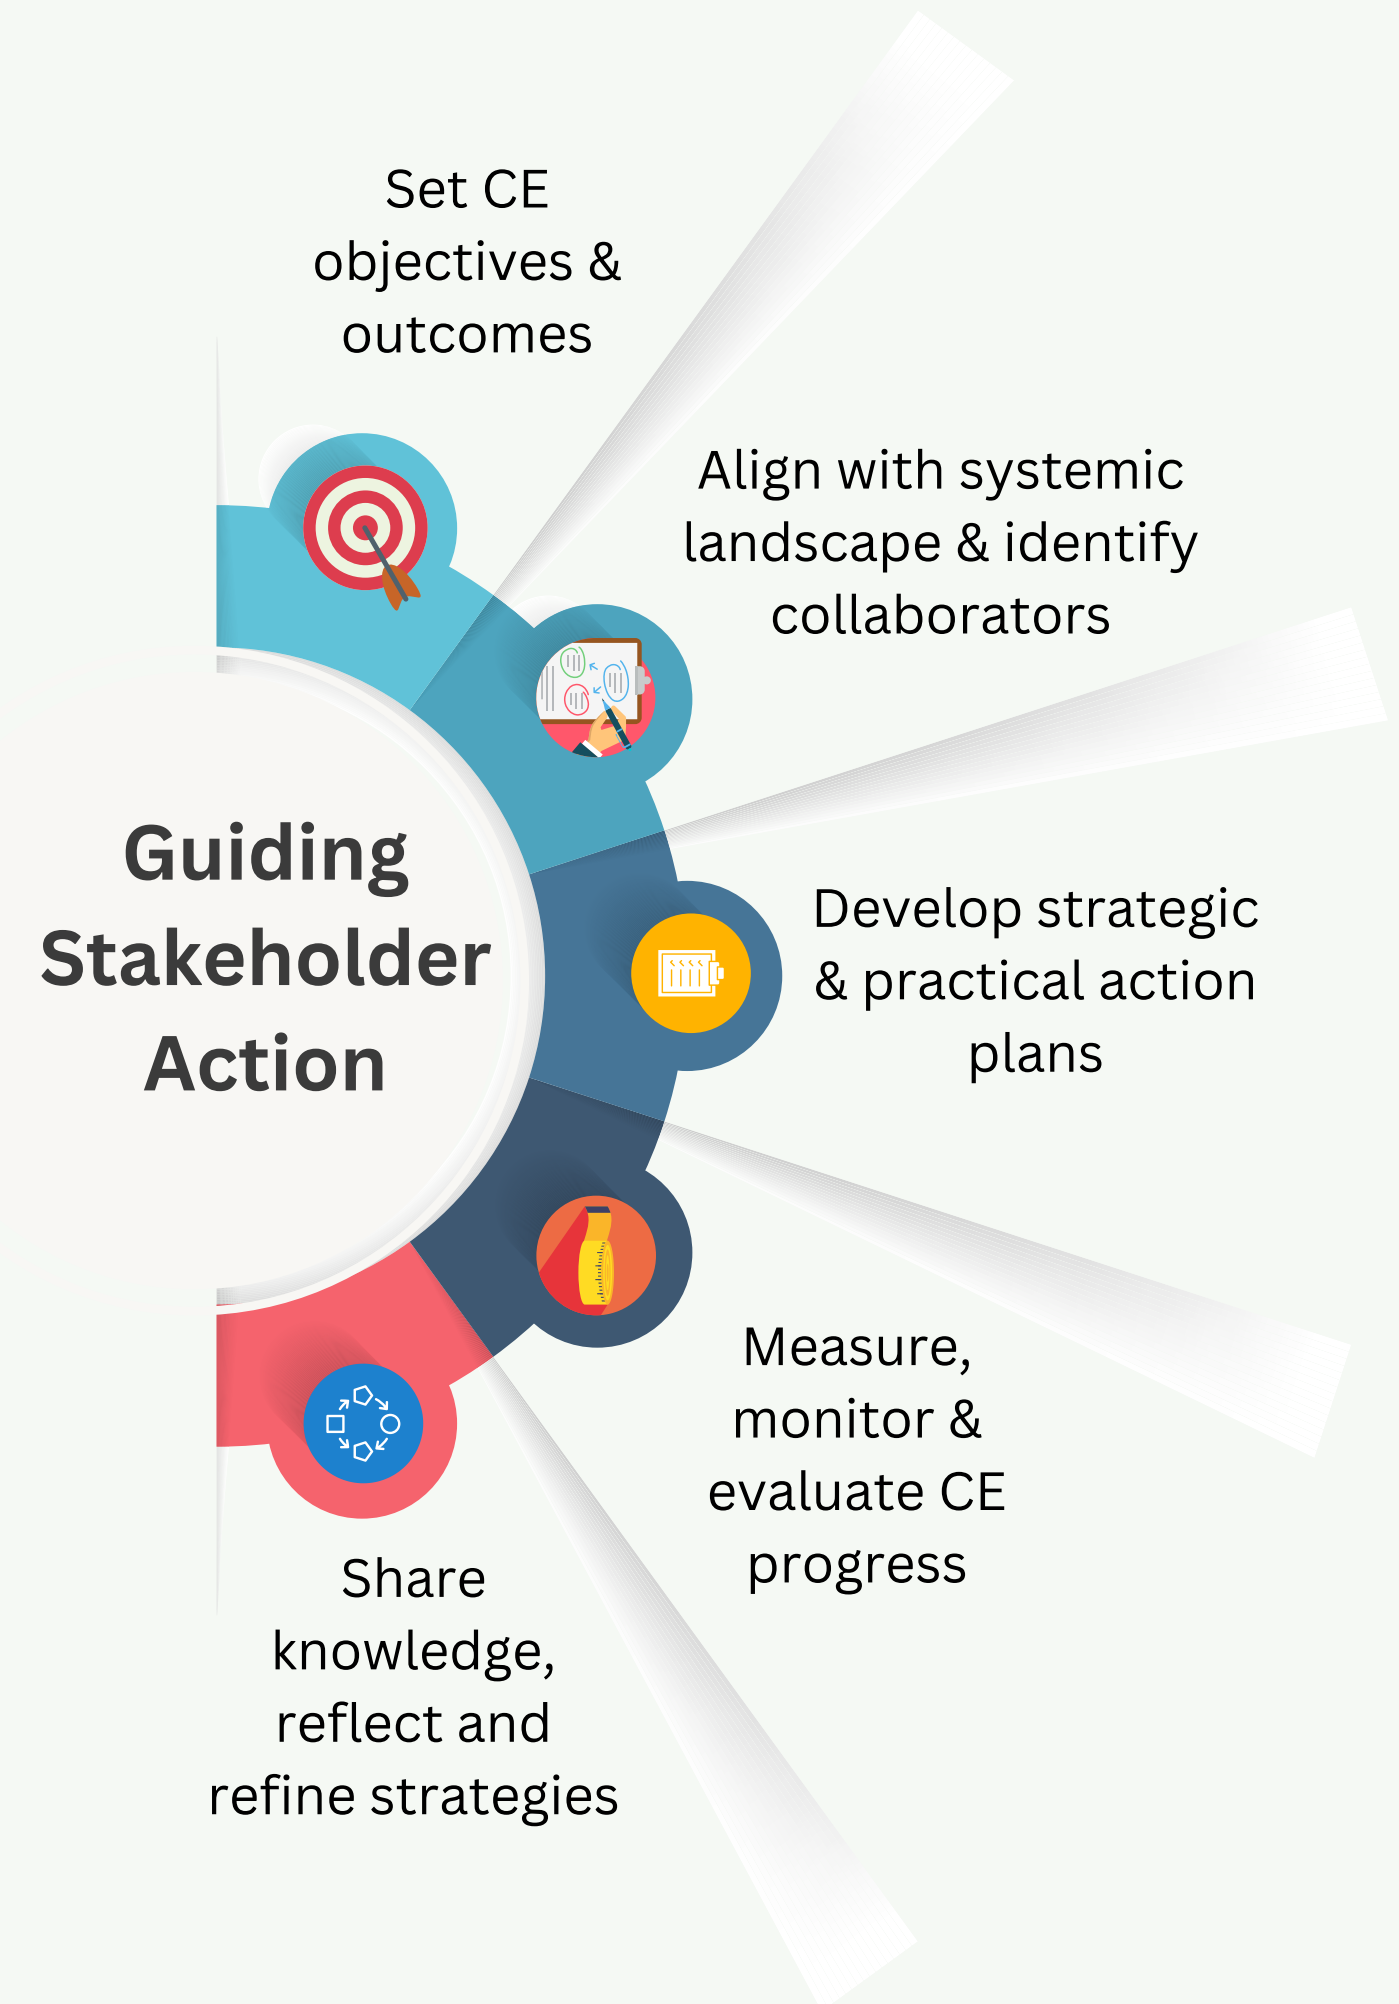 Set CE
objectives &
outcomes
Align with systemic
landscape & identify
collaborators
Guiding
Stakeholder
Action
Develop strategic
& practical action
plans
Measure,
monitor &
evaluate CE
progress
Share
knowledge,
reflect and
refine strategies